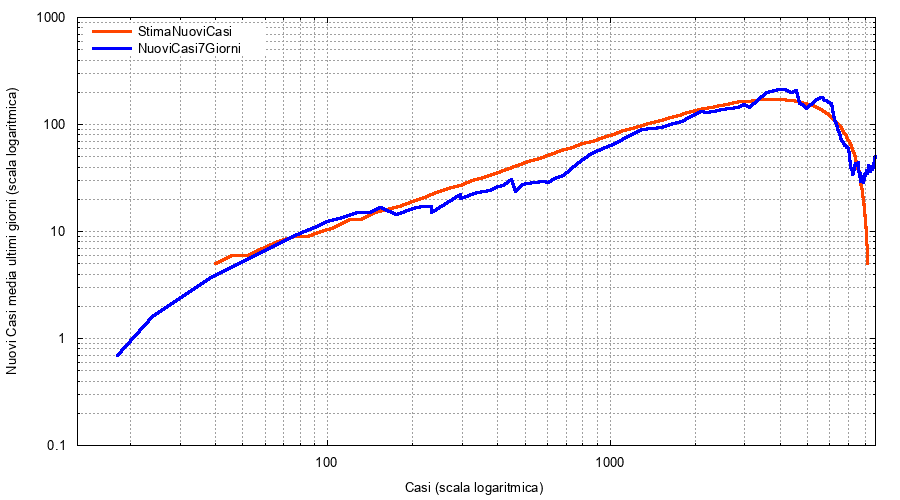 1000
StimaNuoviCasi
NuoviCasi7Giorni
100
10
1
0.1
Nuovi Casi media ultimi giorni (scala logaritmica)
100
1000
Casi (scala logaritmica)